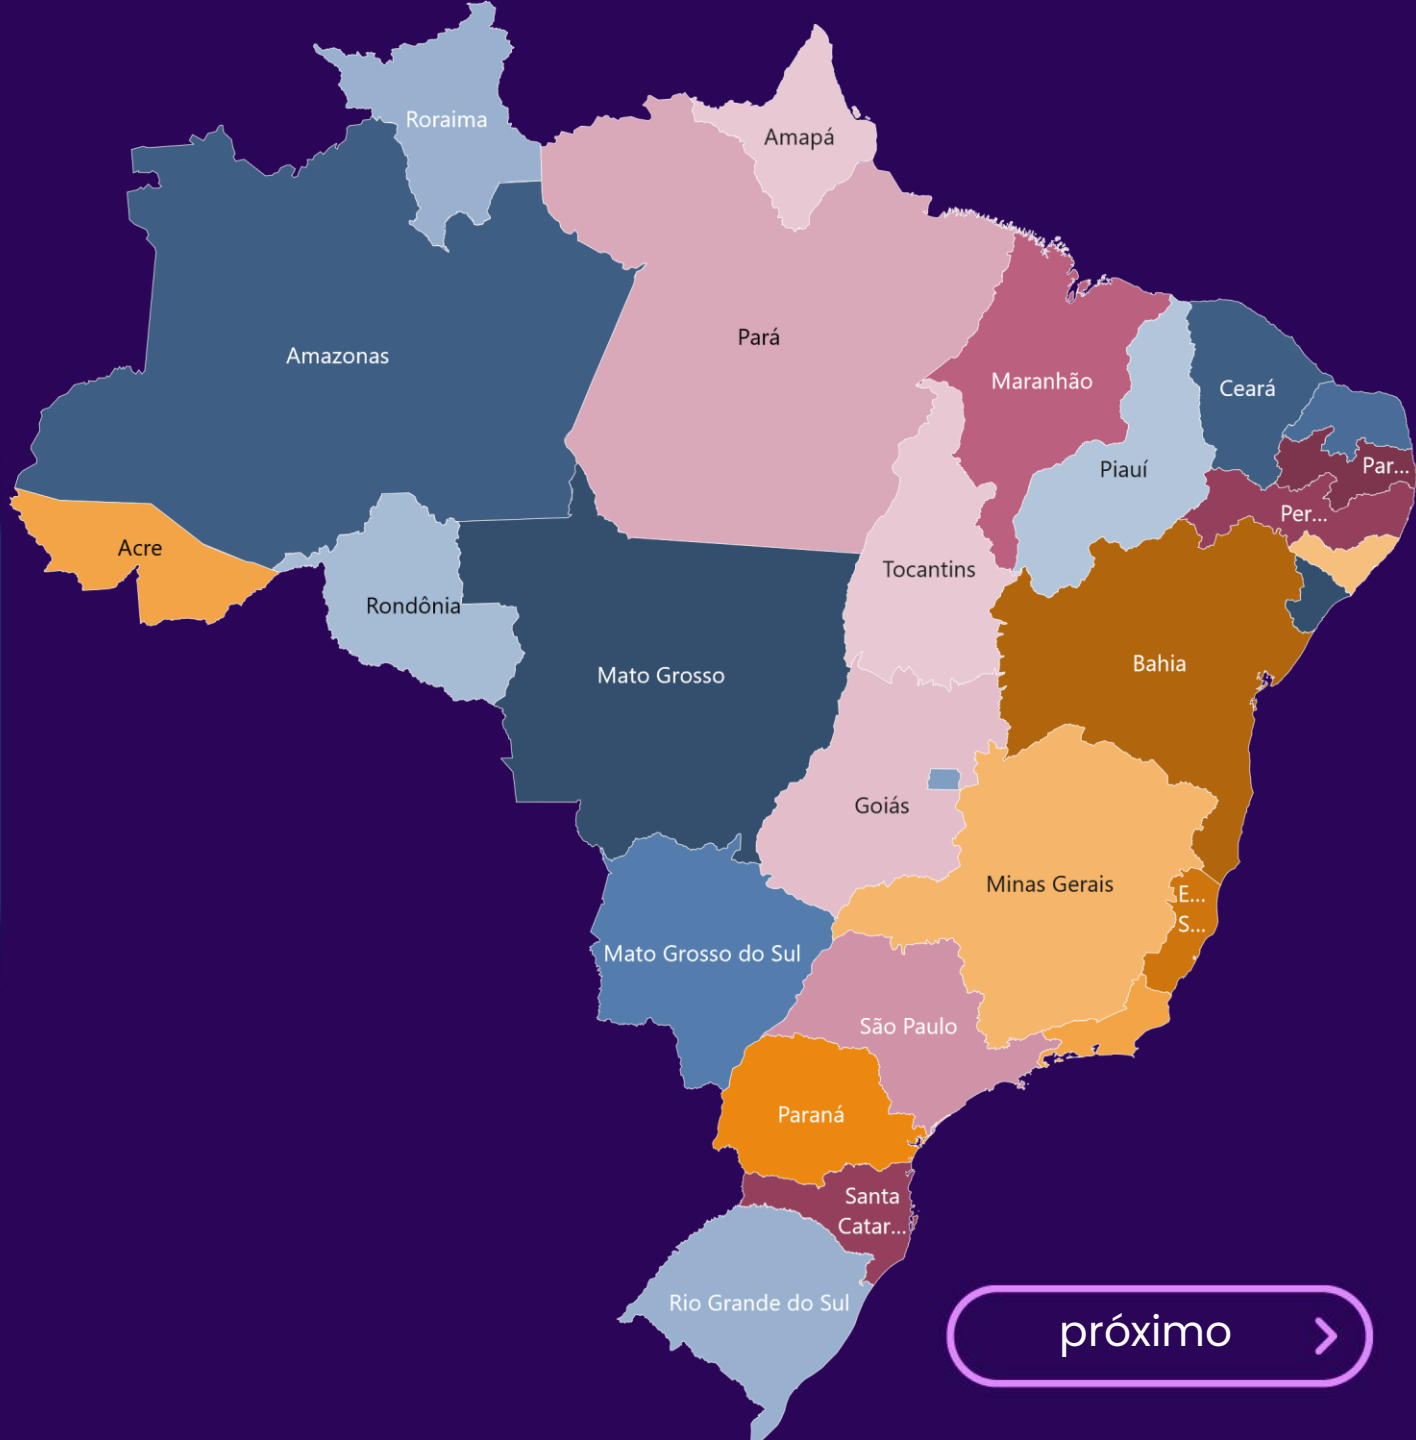 Roraima
Amapá
Pará
Amazonas
Maranhão
Ceará
Piauí
Par...
Per...
Acre
Tocantins
Rondônia
Bahia
Mato Grosso
Goiás
Minas Gerais
E...
S...
Mato Grosso do Sul
São Paulo
Paraná
Santa
Catar...
Rio Grande do Sul
próximo